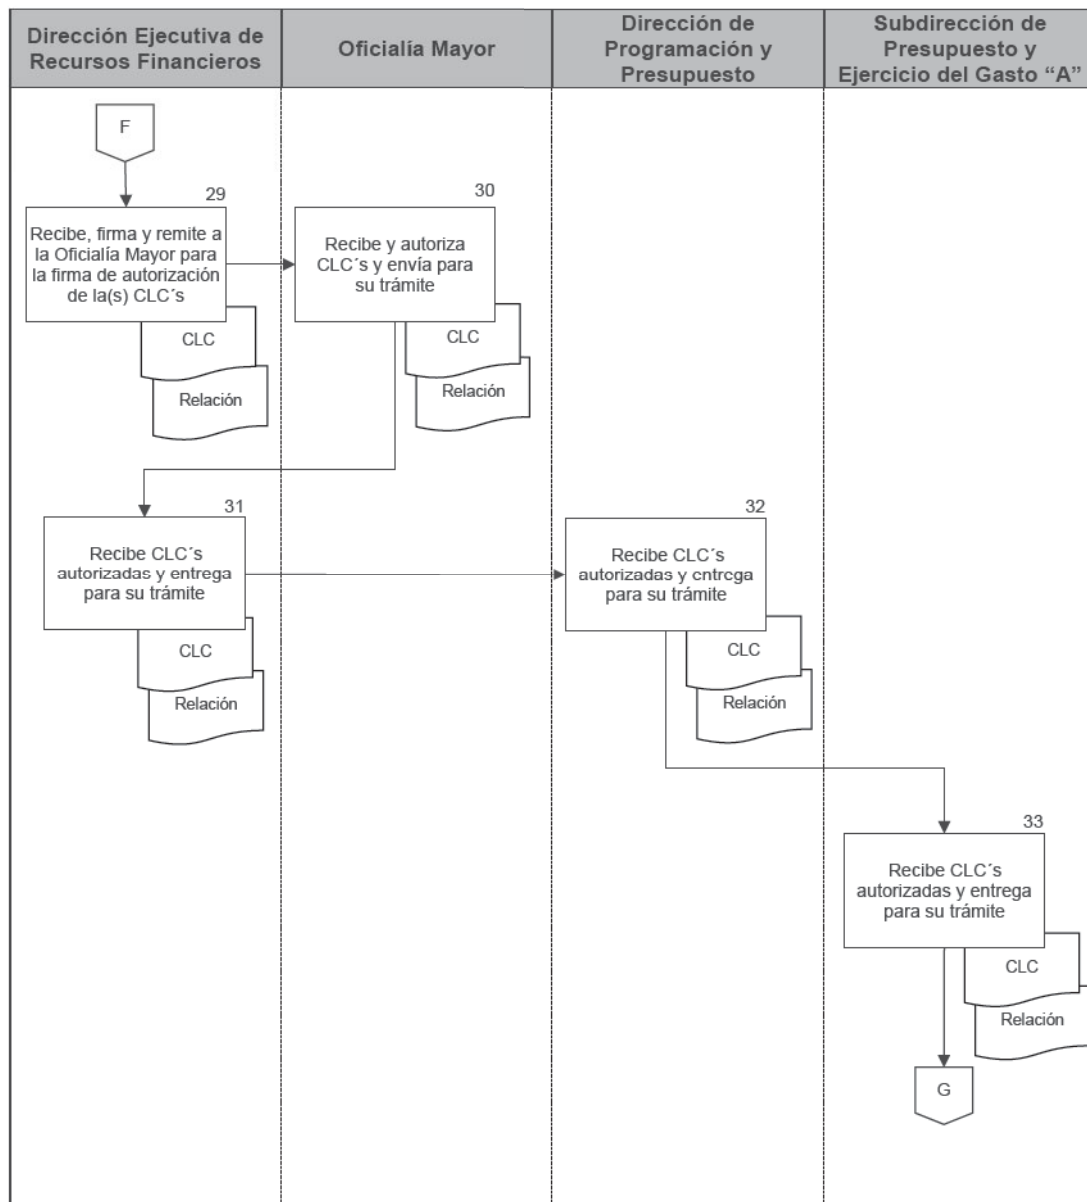 Dirección Ejecutiva de
Recursos Financieros
Oficialía Mayor
Dirección de
Programación y
Presupuesto
Subdirección de
Presupuesto y
Ejercicio del Gasto “A”
F
29
Recibe, firma y remite a
la Oficialía Mayor para
la firma de autorización
de la(s) CLC´s
CLC
Relación
30
Recibe y autoriza
CLC´s y envía para
su trámite
CLC
Relación
31
Recibe CLC´s
autorizadas y entrega
para su trámite
CLC
Relación
32
Recibe CLC´s
autorizadas y entrega
para su trámite
CLC
Relación
33
Recibe CLC´s
autorizadas y entrega
para su trámite
CLC
Relación
G